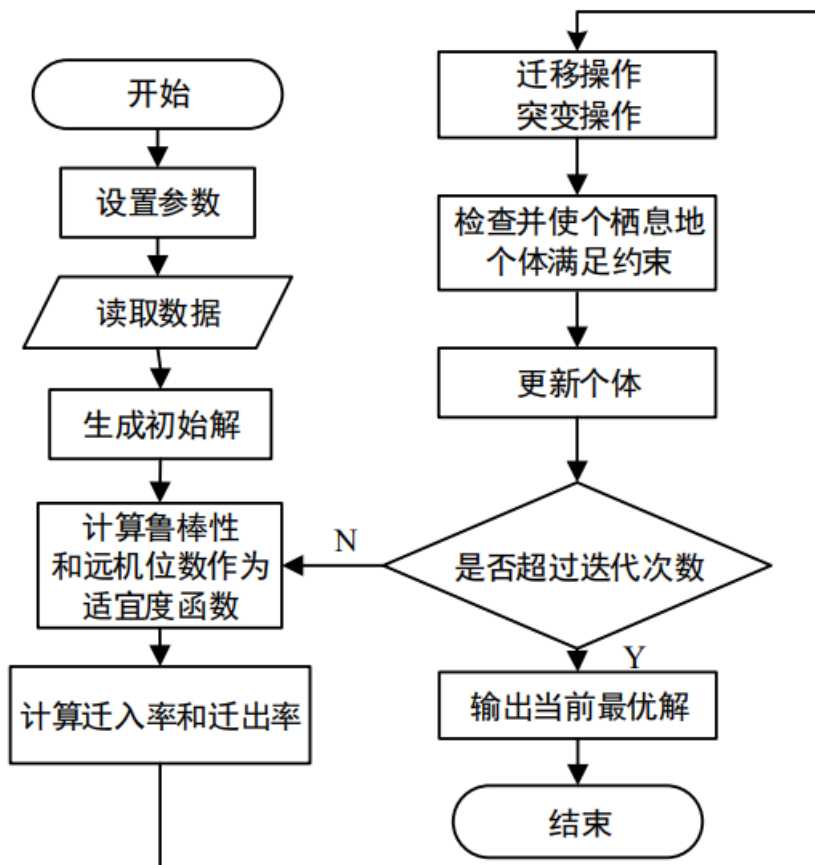 开始
设置参数
读取数据
生成初始解
计算鲁棒性
和远机位数作为
适宜度函数
计算迁入率和迁出率
迁移操作
突变操作
检查并使个栖息地
个体满足约束
更新个体
是否超过迭代次数
N
Y
输出当前最优解
结束